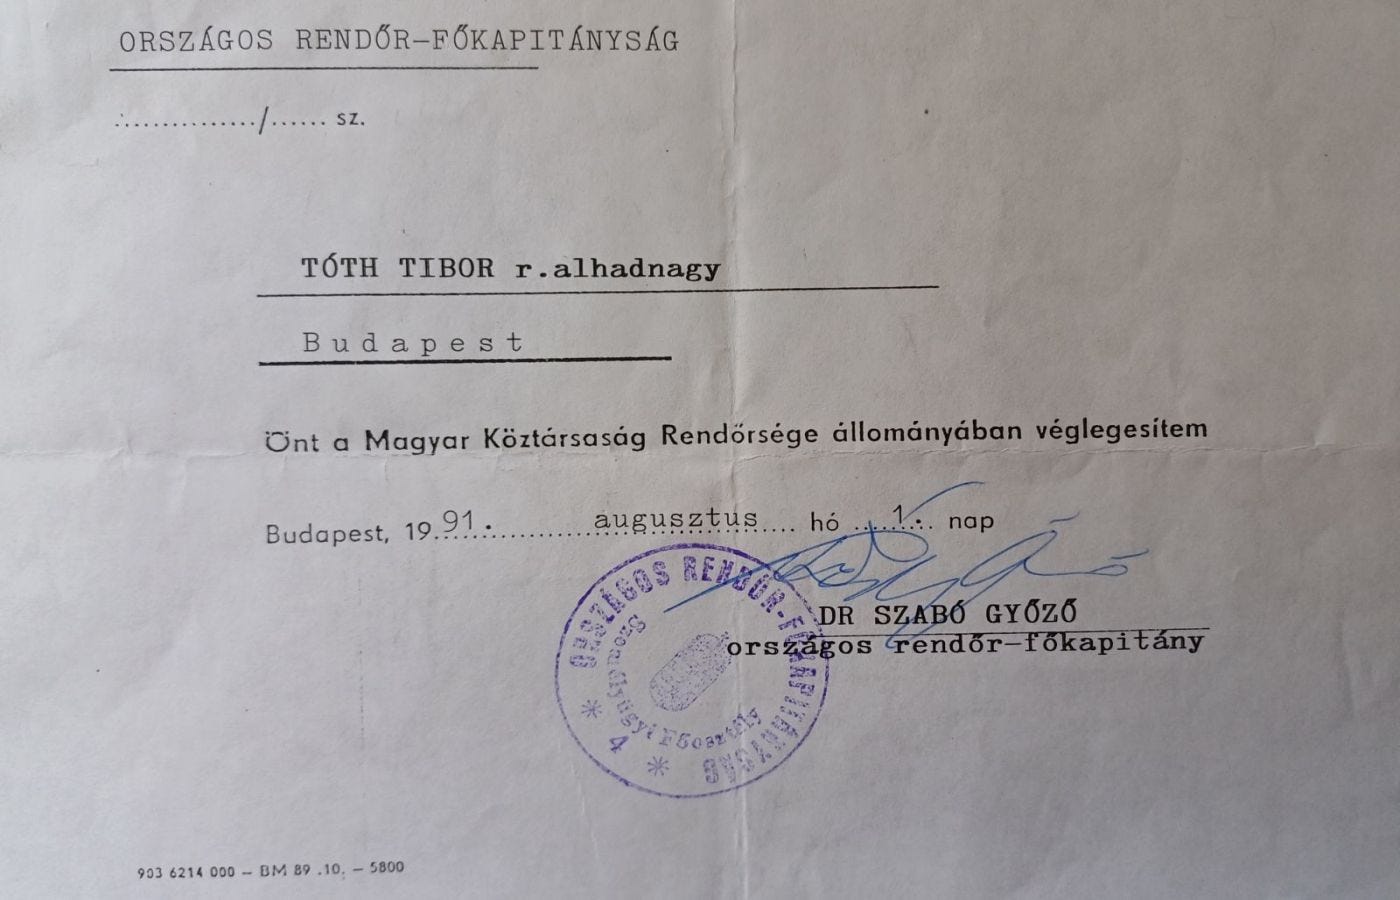 ORSZÁGOS RENDŐR-FŐKAPITÁNYSÁG
............../...... sz.
TÓTH TIBOR r.alhadnagy
Budapest
Önt a Magyar Köztársaság Rendőrsége állományában véglegesítem
Budapest, 1991. augusztus hó 1. nap
DR SZABÓ GYŐZŐ
országos rendőr-főkapitány
ORSZÁGOS RENDŐR-FŐKAPITÁNYSÁG
Személyügyi Főosztály
* 4 *
903 6214 000 – BM 89 .10. – 5800